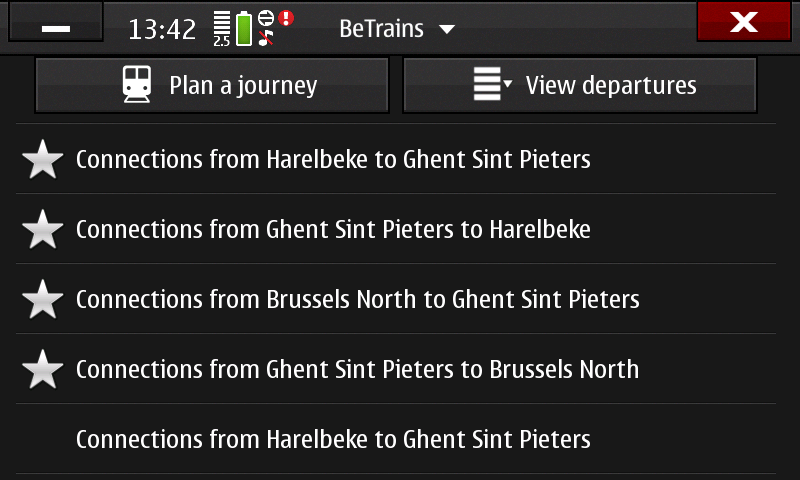 13:42
2.5
BeTrains
Plan a journey
View departures
Connections from Harelbeke to Ghent Sint Pieters
Connections from Ghent Sint Pieters to Harelbeke
Connections from Brussels North to Ghent Sint Pieters
Connections from Ghent Sint Pieters to Brussels North
Connections from Harelbeke to Ghent Sint Pieters